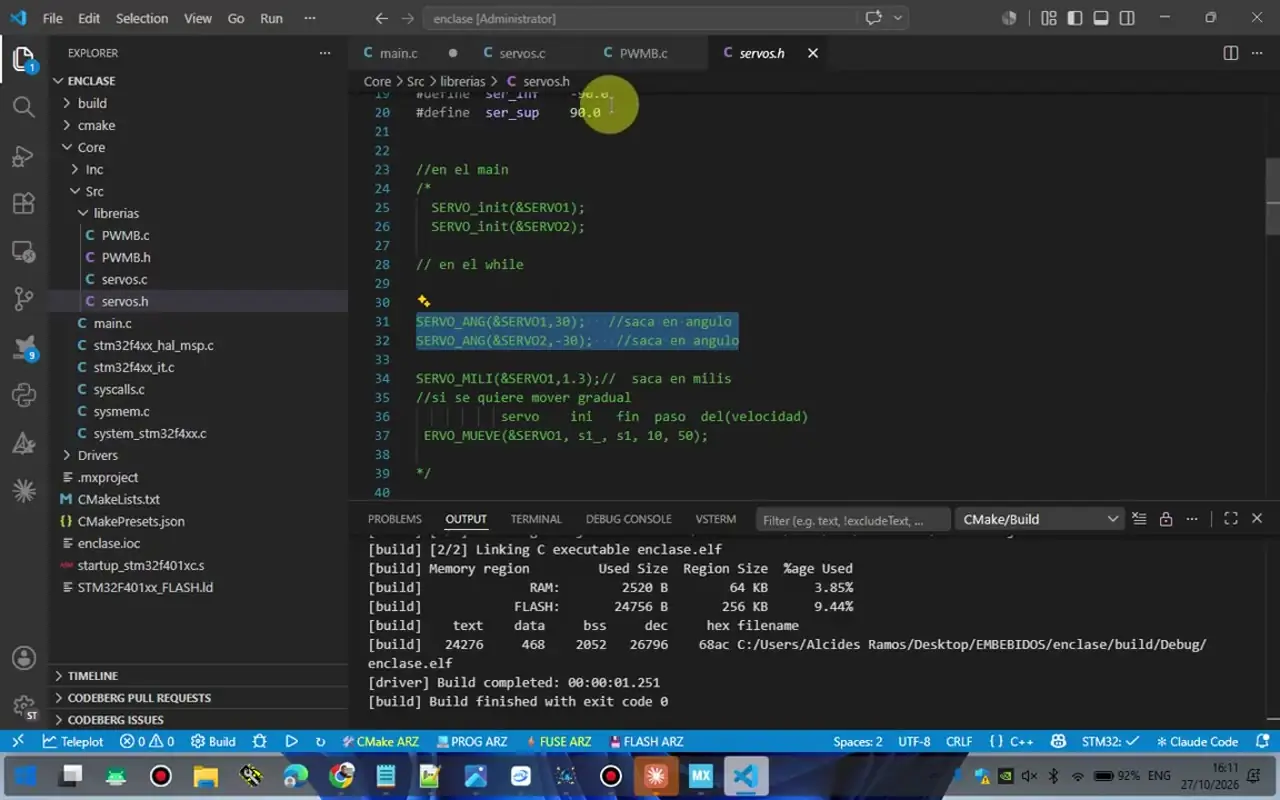 File Edit Selection View Go Run ···
enclase [Administrator]
EXPLORER ···
ENCLASE
build
cmake
Core
Inc
Src
librerias
C PWMB.c
C PWMB.h
C servos.c
C servos.h
C main.c
C stm32f4xx_hal_msp.c
C stm32f4xx_it.c
C syscalls.c
C sysmem.c
C system_stm32f4xx.c
Drivers
.mxproject
M CMakeLists.txt
{} CMakePresets.json
enclase.ioc
startup_stm32f401xc.s
STM32F401xx_FLASH.ld
TIMELINE
CODEBERG PULL REQUESTS
CODEBERG ISSUES
1
9
ST
C main.c C servos.c C PWMB.c C servos.h
Core > Src > librerias > C servos.h
19 #define ser_inf -90.0
20 #define ser_sup 90.0
21
22
23 //en el main
24 /*
25 SERVO_init(&SERVO1);
26 SERVO_init(&SERVO2);
27
28 // en el while
29
30
31 SERVO_ANG(&SERVO1,30); //saca en angulo
32 SERVO_ANG(&SERVO2,-30); //saca en angulo
33
34 SERVO_MILI(&SERVO1,1.3);// saca en milis
35 //si se quiere mover gradual
36 servo ini fin paso del(velocidad)
37 ERVO_MUEVE(&SERVO1, s1_, s1, 10, 50);
38
39 */
40
PROBLEMS OUTPUT TERMINAL DEBUG CONSOLE VSTERM Filter (e.g. text, !excludeText, ... CMake/Build
[build] [2/2] Linking C executable enclase.elf
[build] Memory region Used Size Region Size %age Used
[build] RAM: 2520 B 64 KB 3.85%
[build] FLASH: 24756 B 256 KB 9.44%
[build] text data bss dec hex filename
[build] 24276 468 2052 26796 68ac C:/Users/Alcides Ramos/Desktop/EMBEBIDOS/enclase/build/Debug/
enclase.elf
[driver] Build completed: 00:00:01.251
[build] Build finished with exit code 0
Teleplot 0 0 Build CMake ARZ PROG ARZ FUSE ARZ FLASH ARZ Spaces: 2 UTF-8 CRLF {} C++ STM32: Claude Code
MX 92% ENG 16:11
27/10/2026